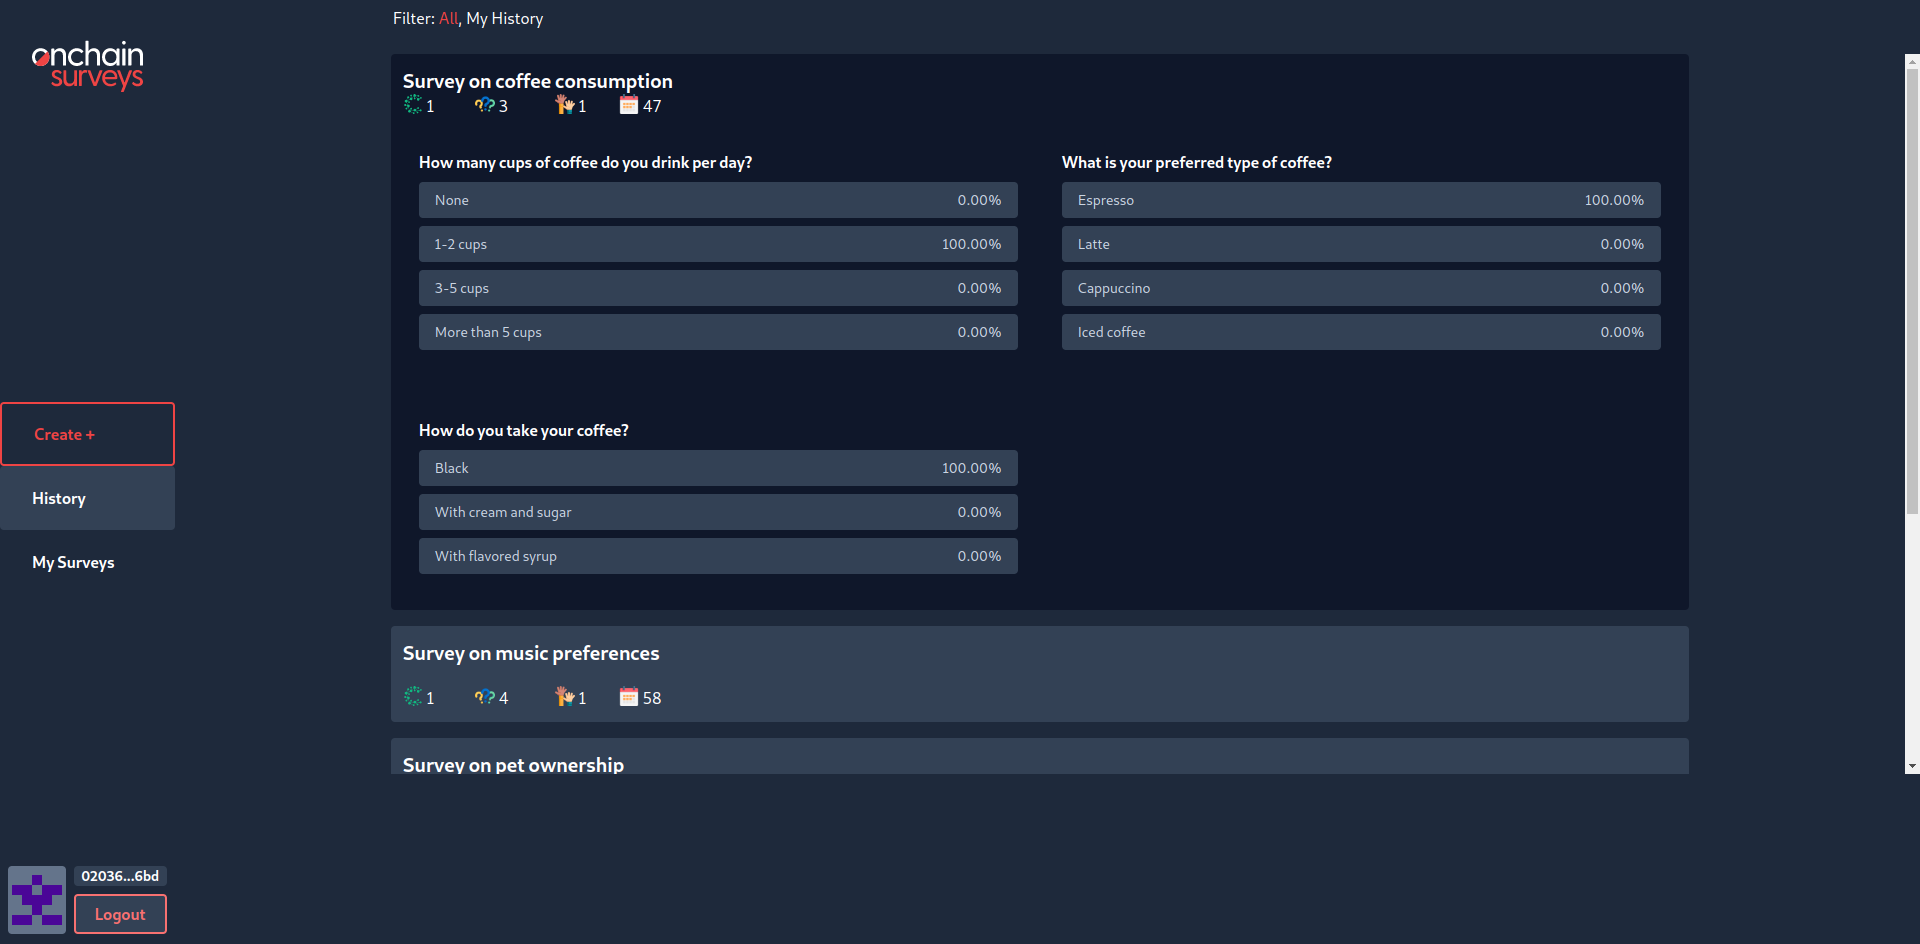 Filter: All, My History
onchain
surveys
Survey on coffee consumption
1 3 1 47
How many cups of coffee do you drink per day?
None 0.00%
1-2 cups 100.00%
3-5 cups 0.00%
More than 5 cups 0.00%
What is your preferred type of coffee?
Espresso 100.00%
Latte 0.00%
Cappuccino 0.00%
Iced coffee 0.00%
How do you take your coffee?
Black 100.00%
With cream and sugar 0.00%
With flavored syrup 0.00%
Survey on music preferences
1 4 1 58
Survey on pet ownership
Create +
History
My Surveys
02036...6bd
Logout